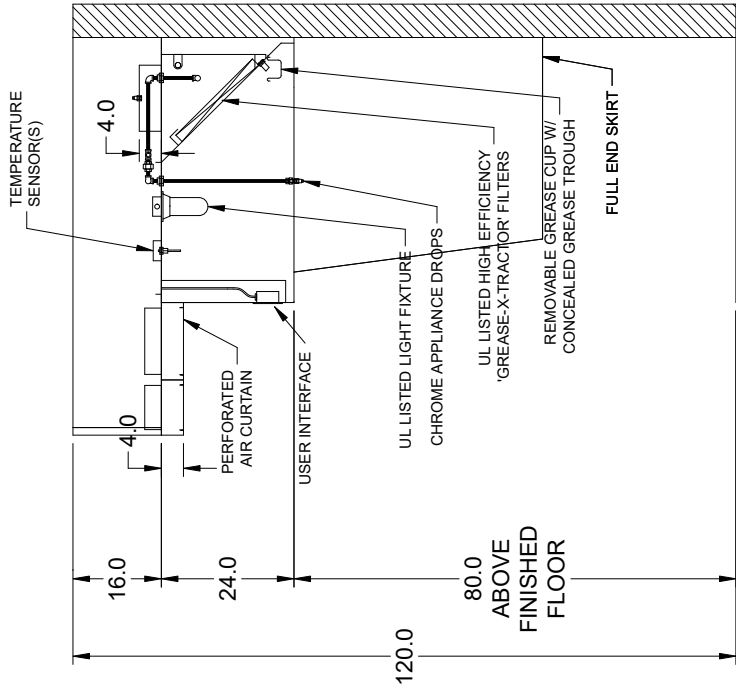 TEMPERATURE
SENSOR(S)
4.0
16.0
4.0
24.0
PERFORATED
AIR CURTAIN
USER INTERFACE
UL LISTED LIGHT FIXTURE
CHROME APPLIANCE DROPS
UL LISTED HIGH EFFICIENCY
'GREASE-X-TRACTOR' FILTERS
REMOVABLE GREASE CUP W/
CONCEALED GREASE TROUGH
FULL END SKIRT
80.0
ABOVE
FINISHED
FLOOR
120.0